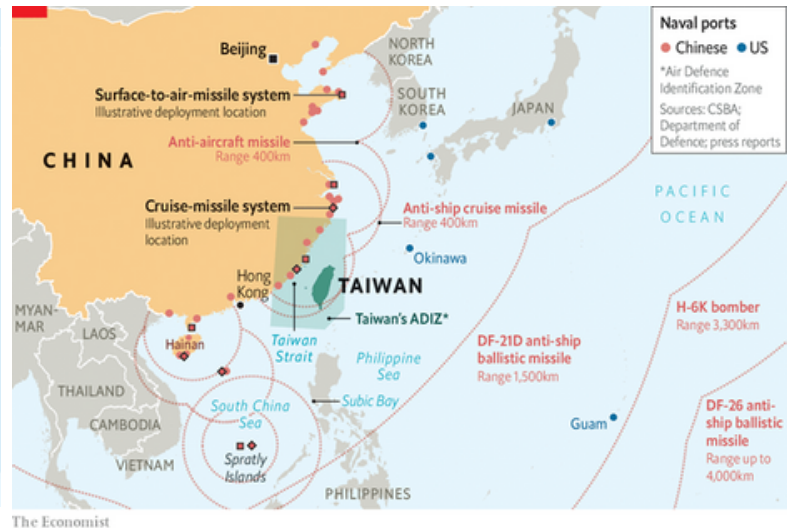 Beijing
NORTH
KOREA
Surface-to-air-missile system
Illustrative deployment location
SOUTH
KOREA
JAPAN
Anti-aircraft missile
Range 400km
CHINA
Cruise-missile system
Illustrative deployment
location
Anti-ship cruise missile
Range 400km
PACIFIC
OCEAN
Okinawa
Hong
Kong
TAIWAN
Taiwan's ADIZ*
MYAN-
MAR
LAOS
Hainan
Taiwan
Strait
Philippine
Sea
DF-21D anti-ship
ballistic missile
Range 1,500km
H-6K bomber
Range 3,300km
THAILAND
CAMBODIA
VIETNAM
South China
Sea
Subic Bay
Spratly
Islands
PHILIPPINES
Guam
DF-26 anti-
ship ballistic
missile
Range up to
4,000km
Naval ports
Chinese US
*Air Defence
Identification Zone
Sources: CSBA;
Department of
Defence; press reports
The Economist